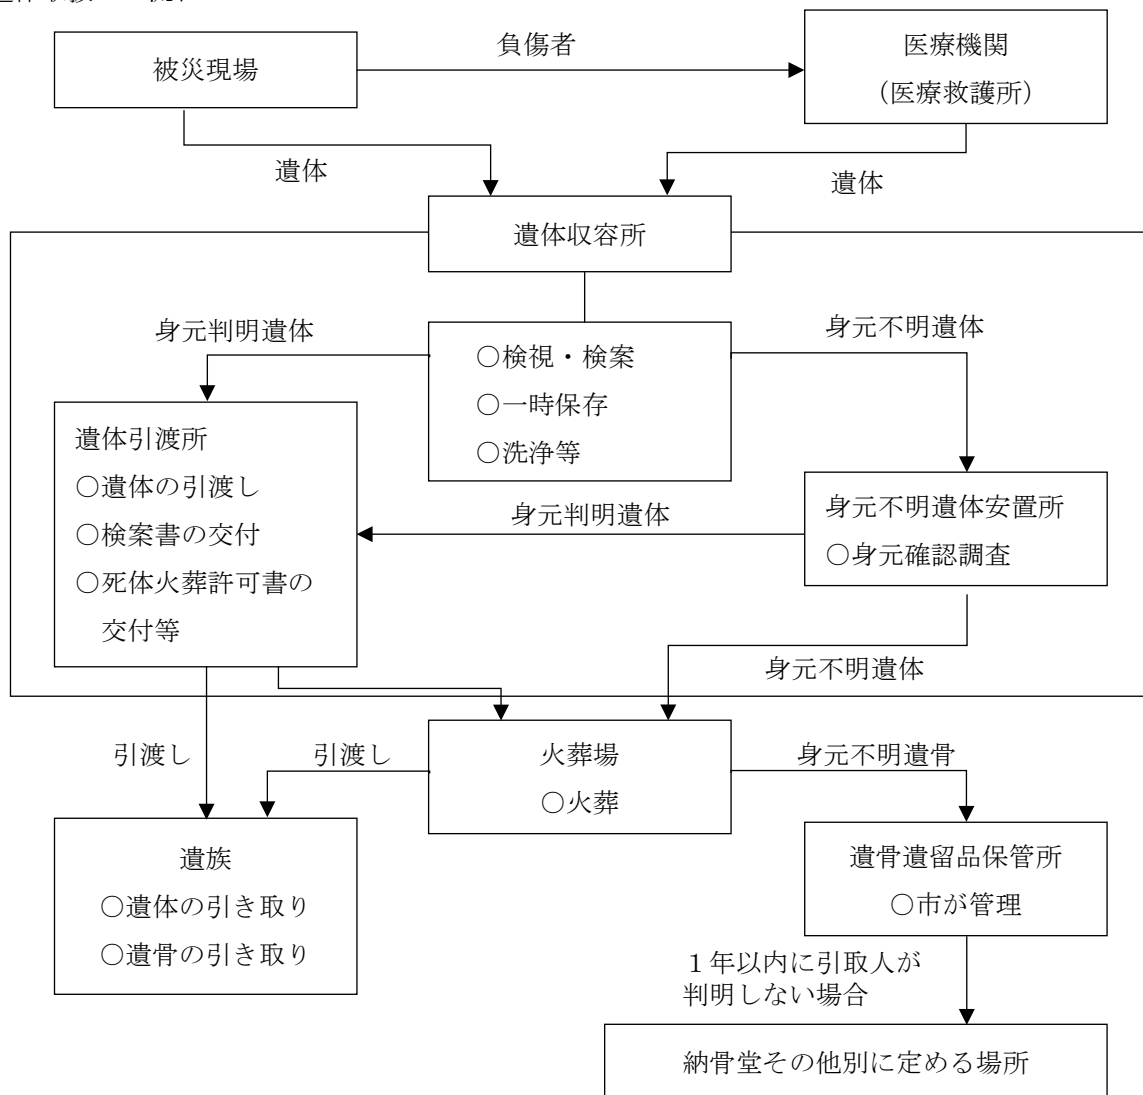 負傷者
被災現場
医療機関
（医療救護所）
遺体
遺体
遺体収容所
身元判明遺体
身元不明遺体
○検視・検案
○一時保存
○洗浄等
遺体引渡所
○遺体の引渡し
○検案書の交付
○死体火葬許可書の
交付等
身元判明遺体
身元不明遺体安置所
○身元確認調査
身元不明遺体
引渡し
引渡し
火葬場
○火葬
身元不明遺骨
遺族
○遺体の引き取り
○遺骨の引き取り
遺骨遺留品保管所
○市が管理
１年以内に引取人が
判明しない場合
納骨堂その他別に定める場所